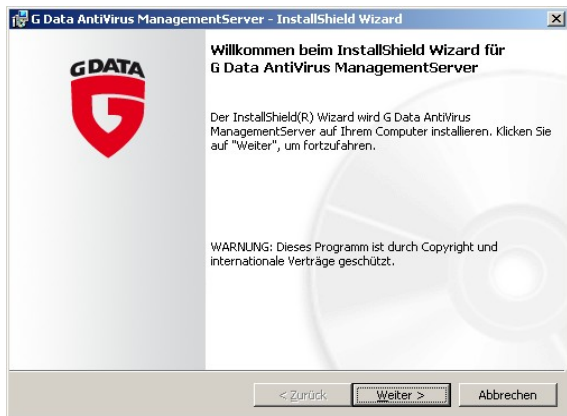 G Data AntiVirus ManagementServer - InstallShield Wizard
G DATA
Willkommen beim InstallShield Wizard für
G Data AntiVirus ManagementServer
Der InstallShield(R) Wizard wird G Data AntiVirus
ManagementServer auf Ihrem Computer installieren. Klicken Sie
auf "Weiter", um fortzufahren.
WARNUNG: Dieses Programm ist durch Copyright und
internationale Verträge geschützt.
< Zurück
Weiter >
Abbrechen